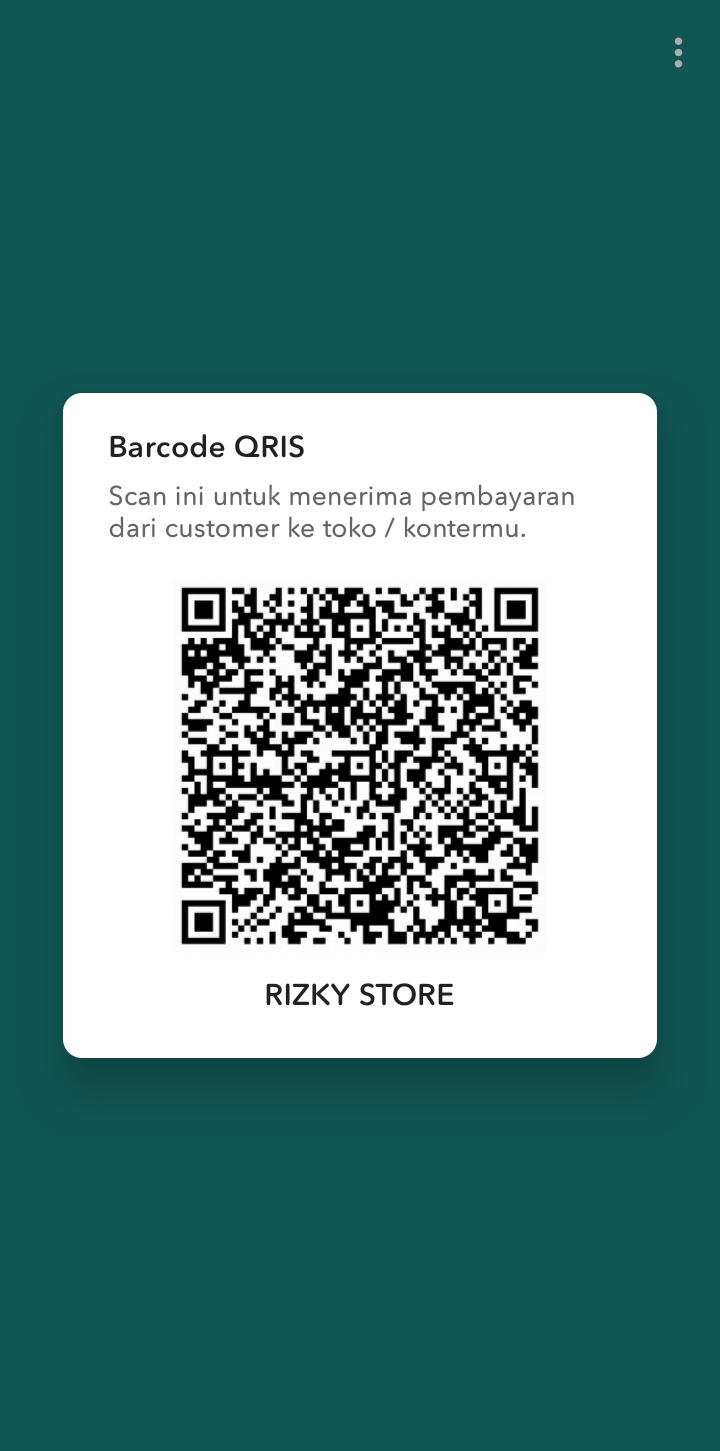 Barcode QRIS
Scan ini untuk menerima pembayaran
dari customer ke toko / kontermu.
RIZKY STORE